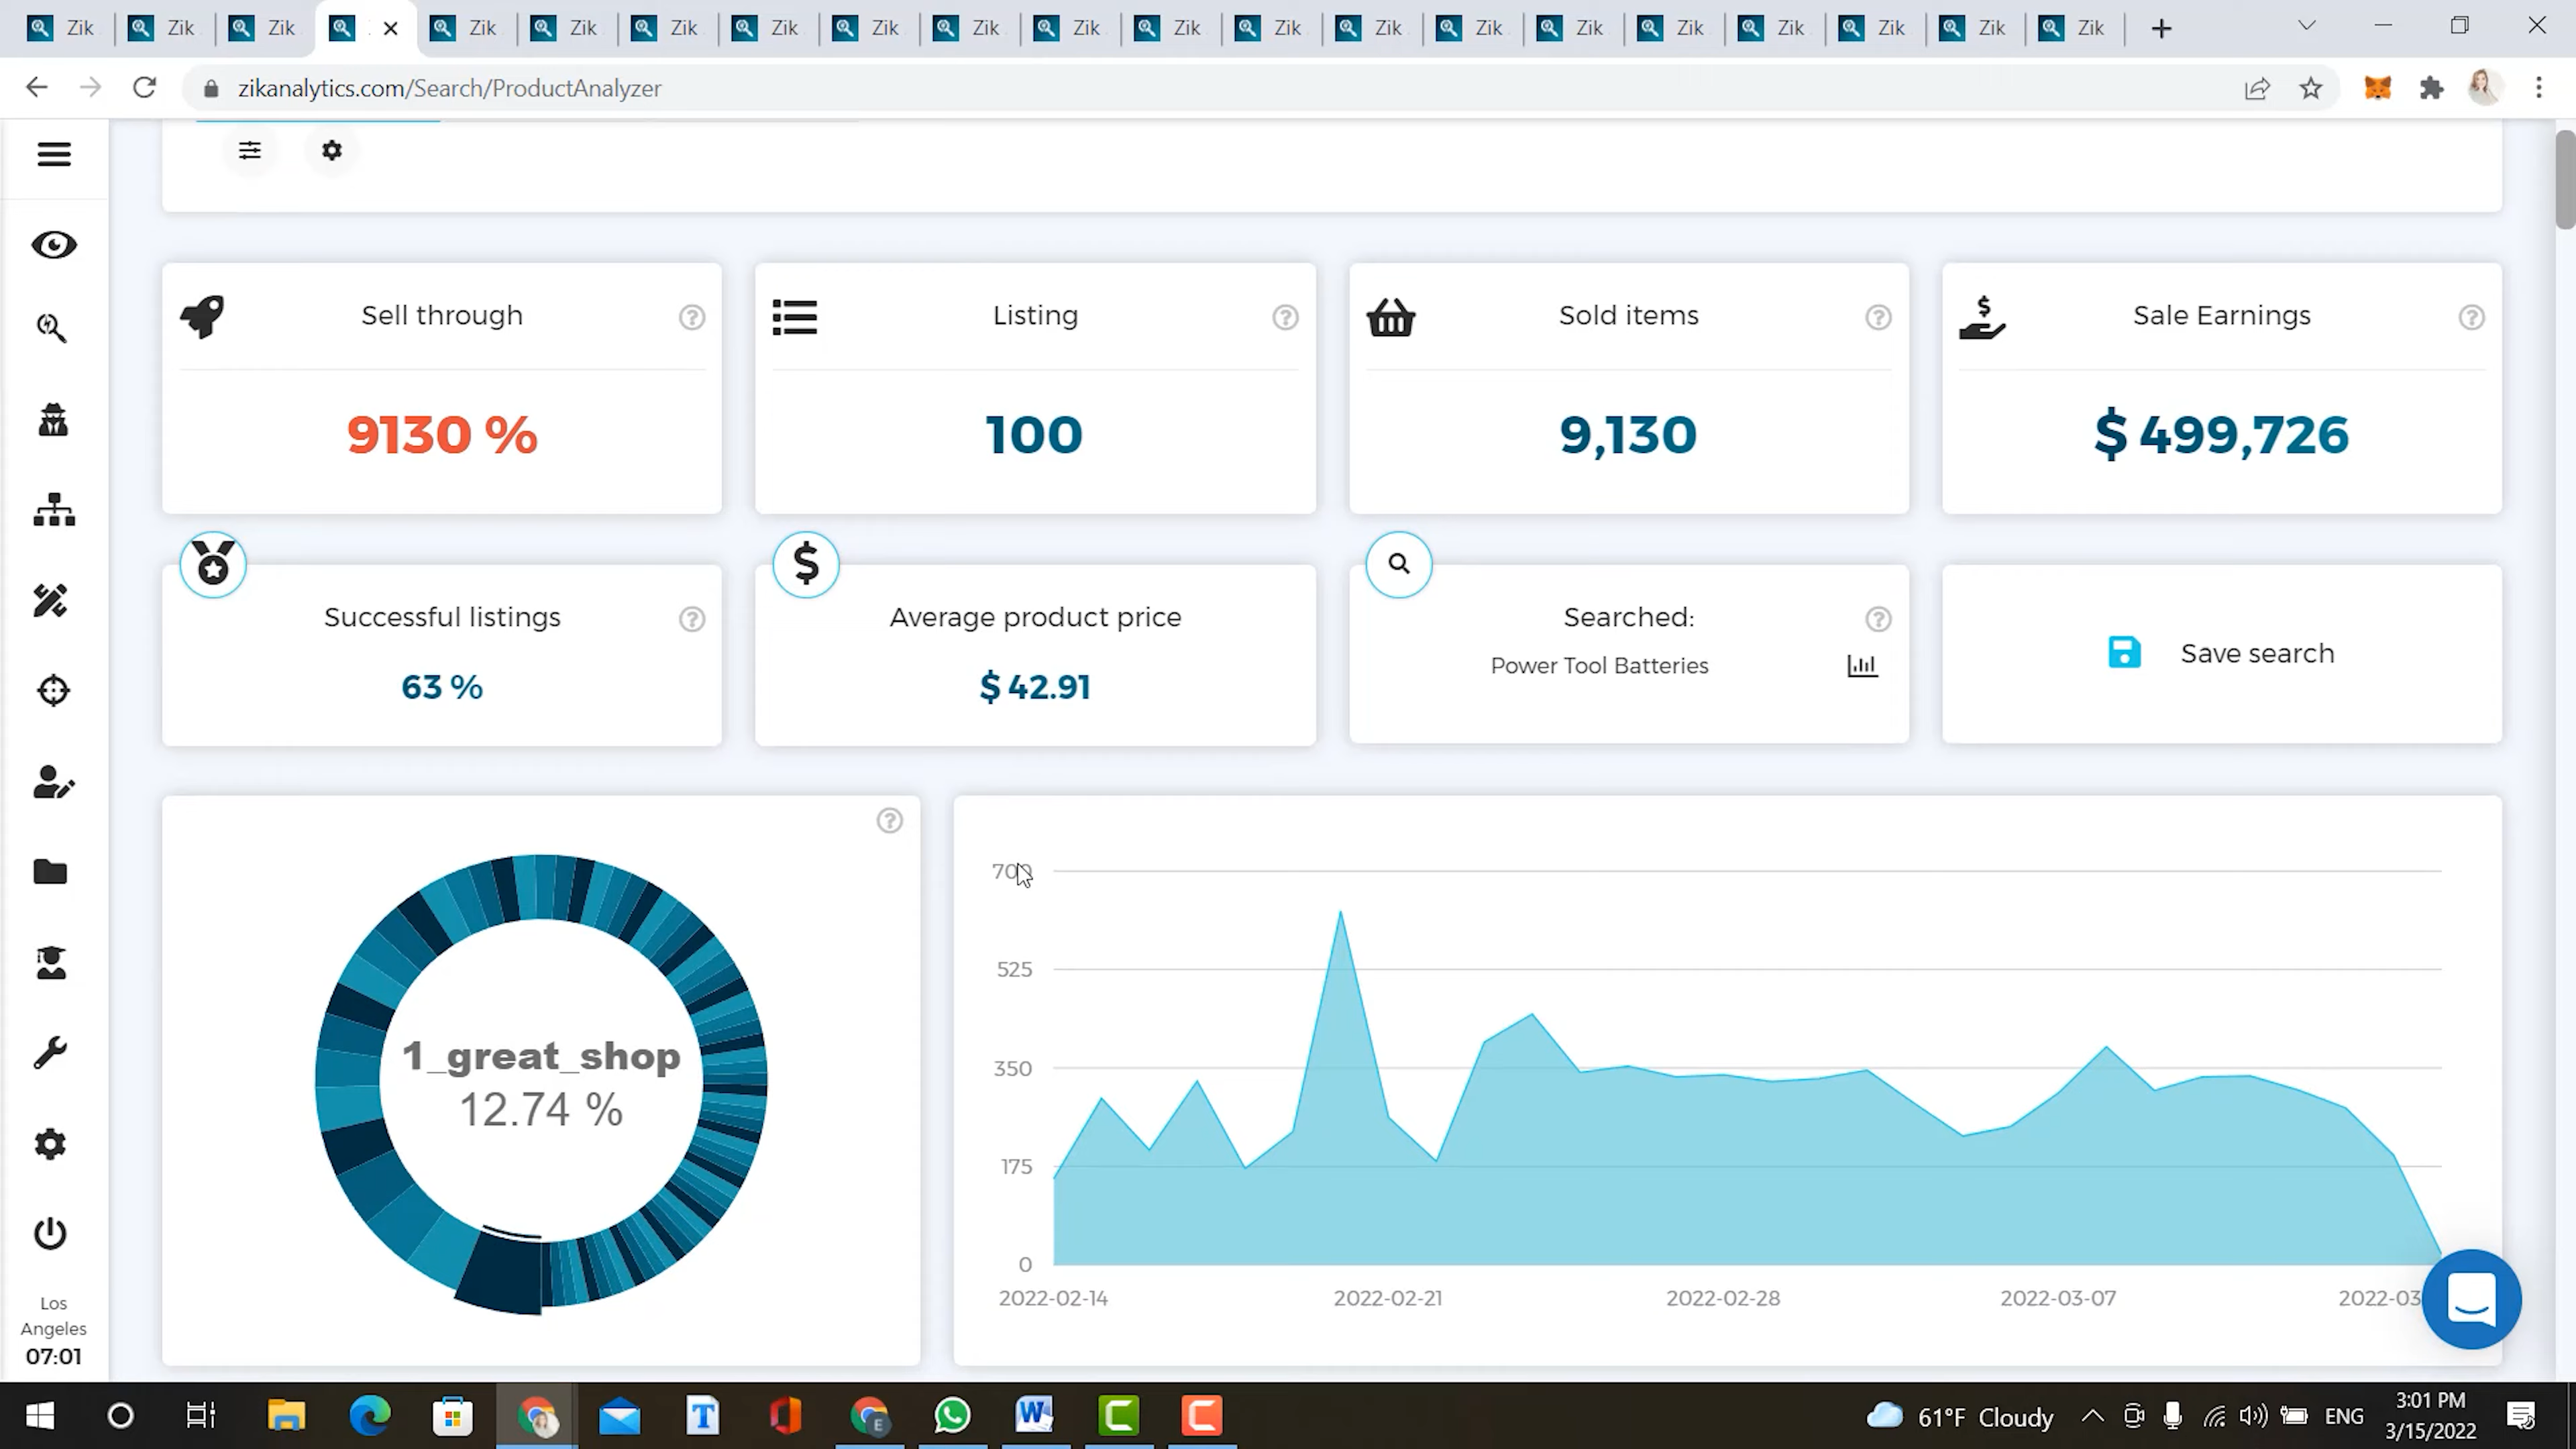 Zik Zik Zik Zik Zik Zik Zik Zik Zik Zik Zik Zik Zik Zik Zik Zik Zik Zik Zik Zik
zikanalytics.com/Search/ProductAnalyzer
Sell through
9130 %
Listing
100
Sold items
9,130
Sale Earnings
$ 499,726
Successful listings
63 %
Average product price
$ 42.91
Searched:
Power Tool Batteries
Save search
1_great_shop
12.74 %
700
525
350
175
0
2022-02-14 2022-02-21 2022-02-28 2022-03-07 2022-03
Los
Angeles
07:01
61°F Cloudy
ENG
3:01 PM
3/15/2022